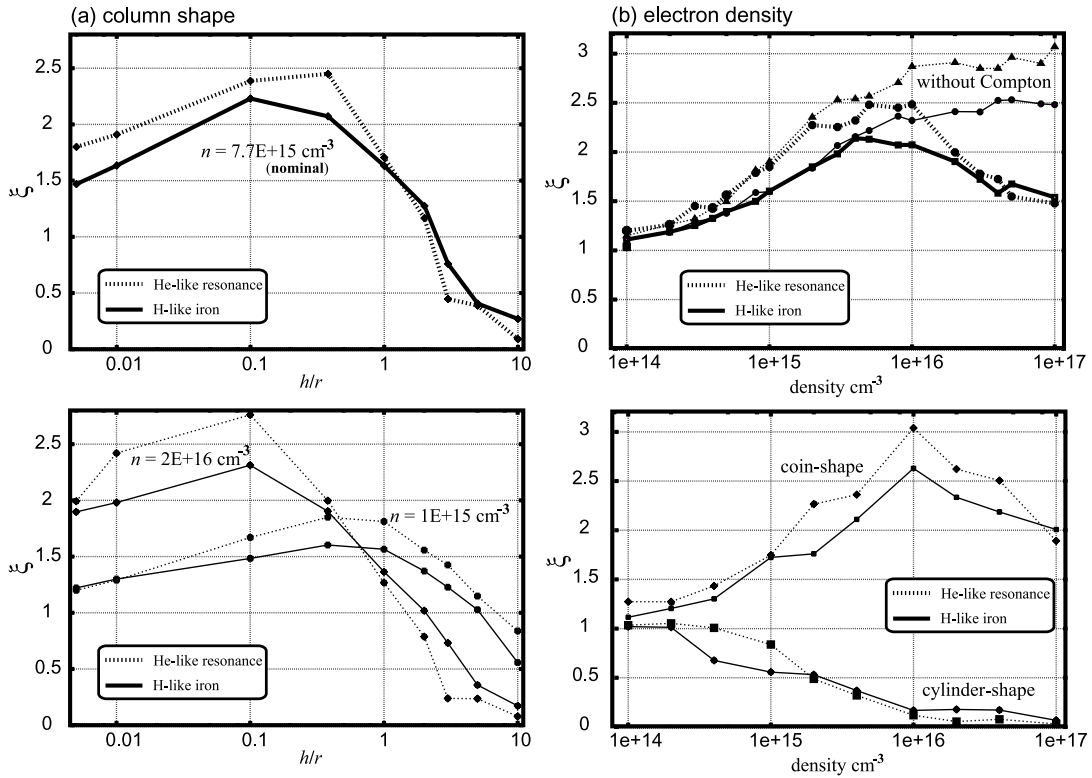 (a) column shape
2.5
2
1.5
1
0.5
0
ξ
n = 7.7E+15 cm-3
(nominal)
He-like resonance
H-like iron
0.01
0.1
1
10
h/r
(b) electron density
3
2.5
2
1.5
1
0.5
0
ξ
without Compton
He-like resonance
H-like iron
1e+14
1e+15
1e+16
1e+17
density cm-3
2.5
2
1.5
1
0.5
0
ξ
n = 2E+16 cm-3
n = 1E+15 cm-3
He-like resonance
H-like iron
0.01
0.1
1
10
h/r
3
2.5
2
1.5
1
0.5
0
ξ
coin-shape
He-like resonance
H-like iron
cylinder-shape
1e+14
1e+15
1e+16
1e+17
density cm-3